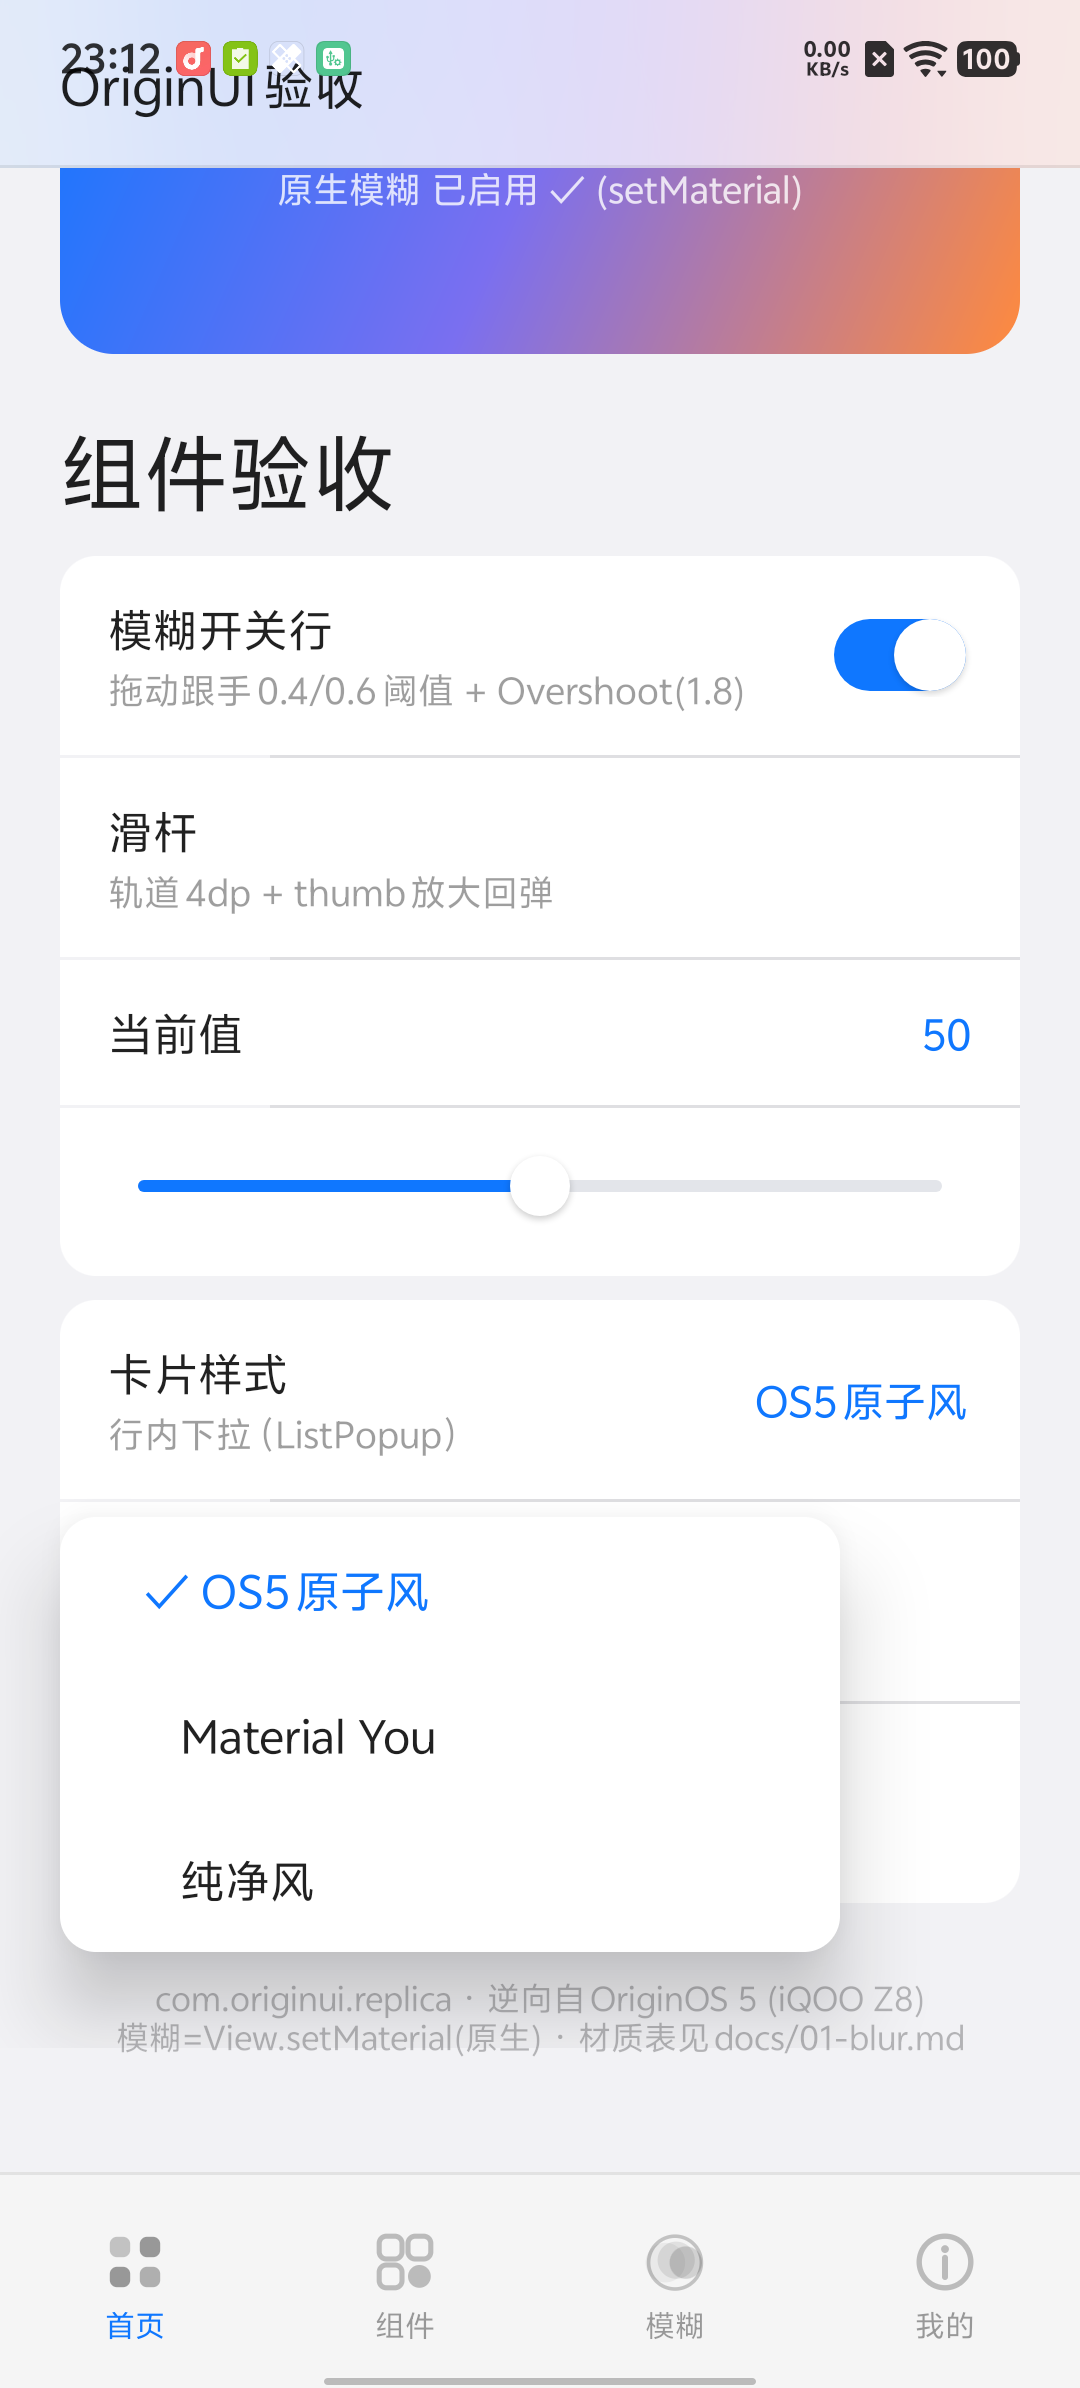 23:12
0.00
KB/s
100
OriginUI 验收
原生模糊 已启用 ✓ (setMaterial)
组件验收
模糊开关行
拖动跟手 0.4/0.6 阈值 + Overshoot(1.8)
滑杆
轨道 4dp + thumb 放大回弹
当前值
50
卡片样式
行内下拉 (ListPopup)
OS5 原子风
✓ OS5 原子风
Material You
纯净风
com.originui.replica · 逆向自 OriginOS 5 (iQOO Z8)
模糊=View.setMaterial(原生) · 材质表见 docs/01-blur.md
首页
组件
模糊
我的